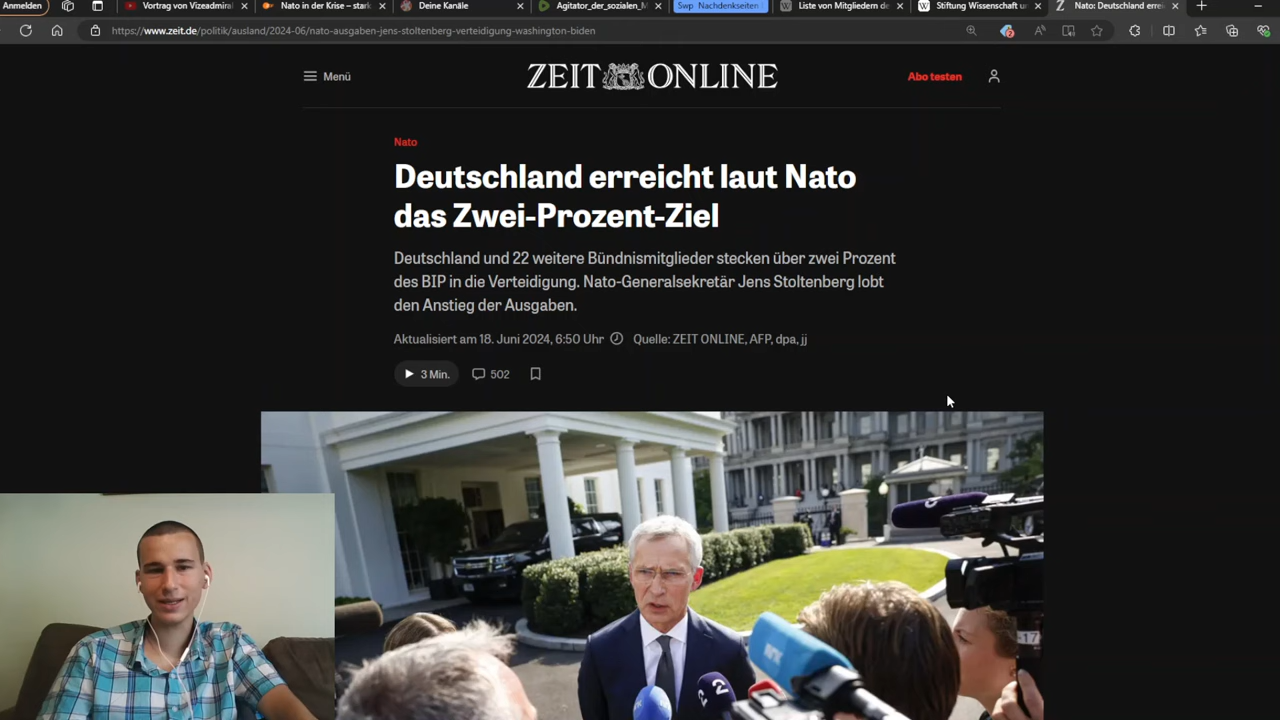 Anmelden
Vortrag von Vizeadmiral
Nato in der Krise – stark
Deine Kanäle
Agitator_der_sozialen_M
Swp Nachdenkseiten
Liste von Mitgliedern de
Stiftung Wissenschaft un
Nato: Deutschland errei
https://www.zeit.de/politik/ausland/2024-06/nato-ausgaben-jens-stoltenberg-verteidigung-washington-biden
Menü
ZEIT ONLINE
Abo testen
Nato
Deutschland erreicht laut Nato
das Zwei-Prozent-Ziel
Deutschland und 22 weitere Bündnismitglieder stecken über zwei Prozent
des BIP in die Verteidigung. Nato-Generalsekretär Jens Stoltenberg lobt
den Anstieg der Ausgaben.
Aktualisiert am 18. Juni 2024, 6:50 Uhr
Quelle: ZEIT ONLINE, AFP, dpa, jj
3 Min.
502
2
-17